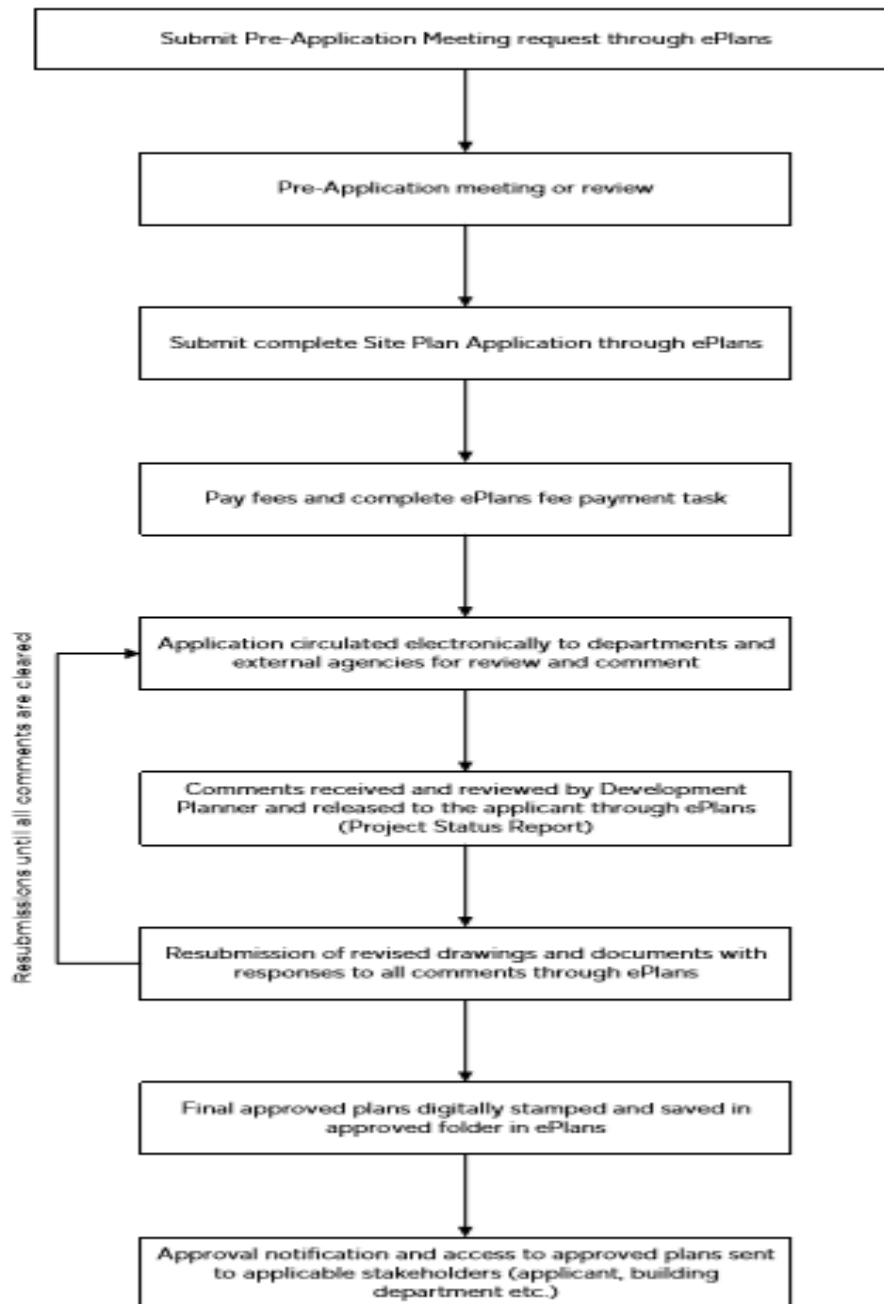 Submit Pre-Application Meeting request through ePlans
Pre-Application meeting or review
Submit complete Site Plan Application through ePlans
Pay fees and complete ePlans fee payment task
Application circulated electronically to departments and
external agencies for review and comment
Comments received and reviewed by Development
Planner and released to the applicant through ePlans
(Project Status Report)
Resubmission of revised drawings and documents with
responses to all comments through ePlans
Resubmissions until all comments are cleared
Final approved plans digitally stamped and saved in
approved folder in ePlans
Approval notification and access to approved plans sent
to applicable stakeholders (applicant, building
department etc.)